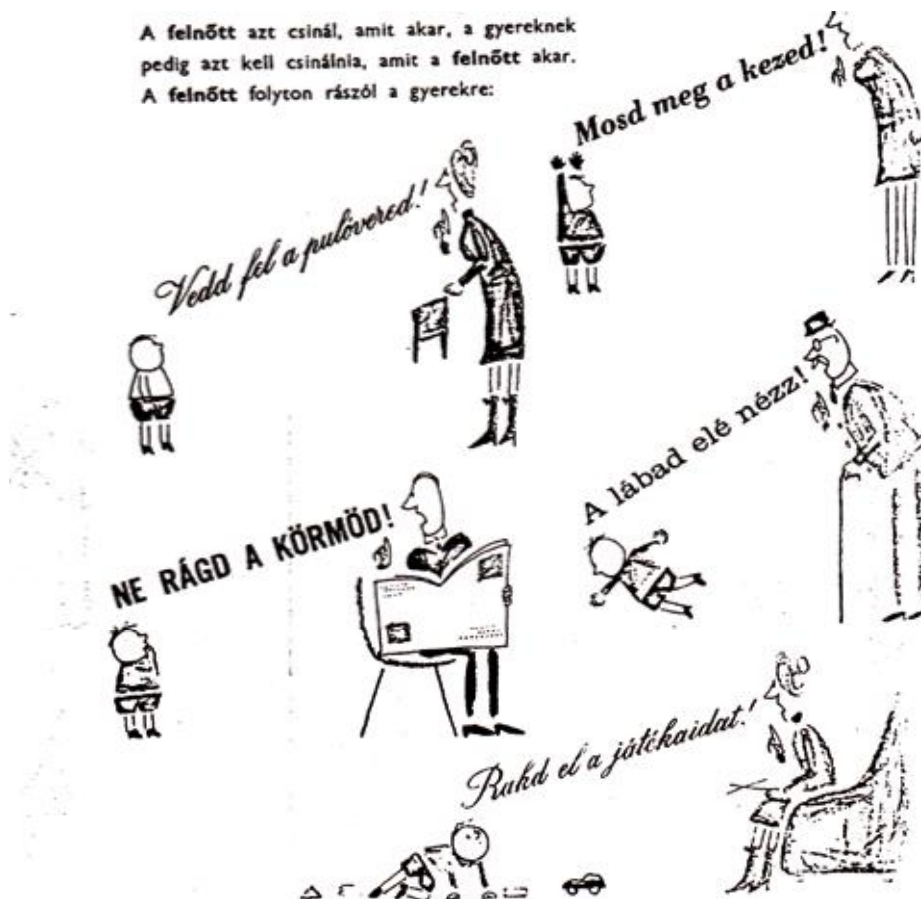 A felnőtt azt csinál, amit akar, a gyereknek
pedig azt kell csinálnia, amit a felnőtt akar.
A felnőtt folyton rászól a gyerekre:
Mosd meg a kezed!
Vedd fel a pulóvered!
A lábad elé nézz!
NE RÁGD A KÖRMÖD!
Rakd el a játékaidat!